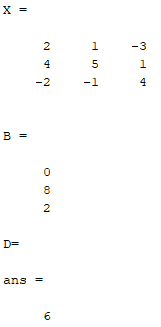 X =
2 1 -3
4 5 1
-2 -1 4
B =
0
8
2
D=
ans =
6